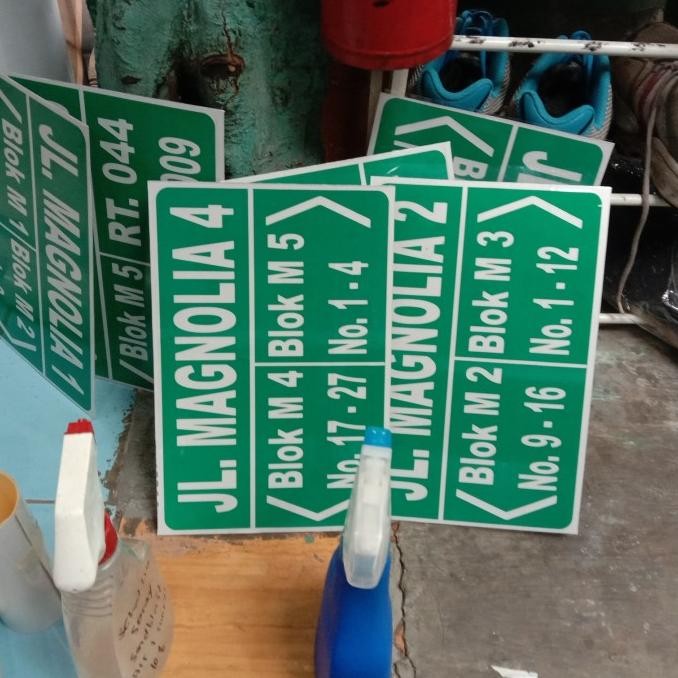 JL. MAGNOLIA 1
Blok M 1
Blok M 2
RT. 044
009
Blok M 5
JL. MAGNOLIA 4
Blok M 4
No. 17 - 27
Blok M 5
No. 1 - 4
JL. MAGNOLIA 2
Blok M 2
No. 9 - 16
Blok M 3
No. 1 - 12